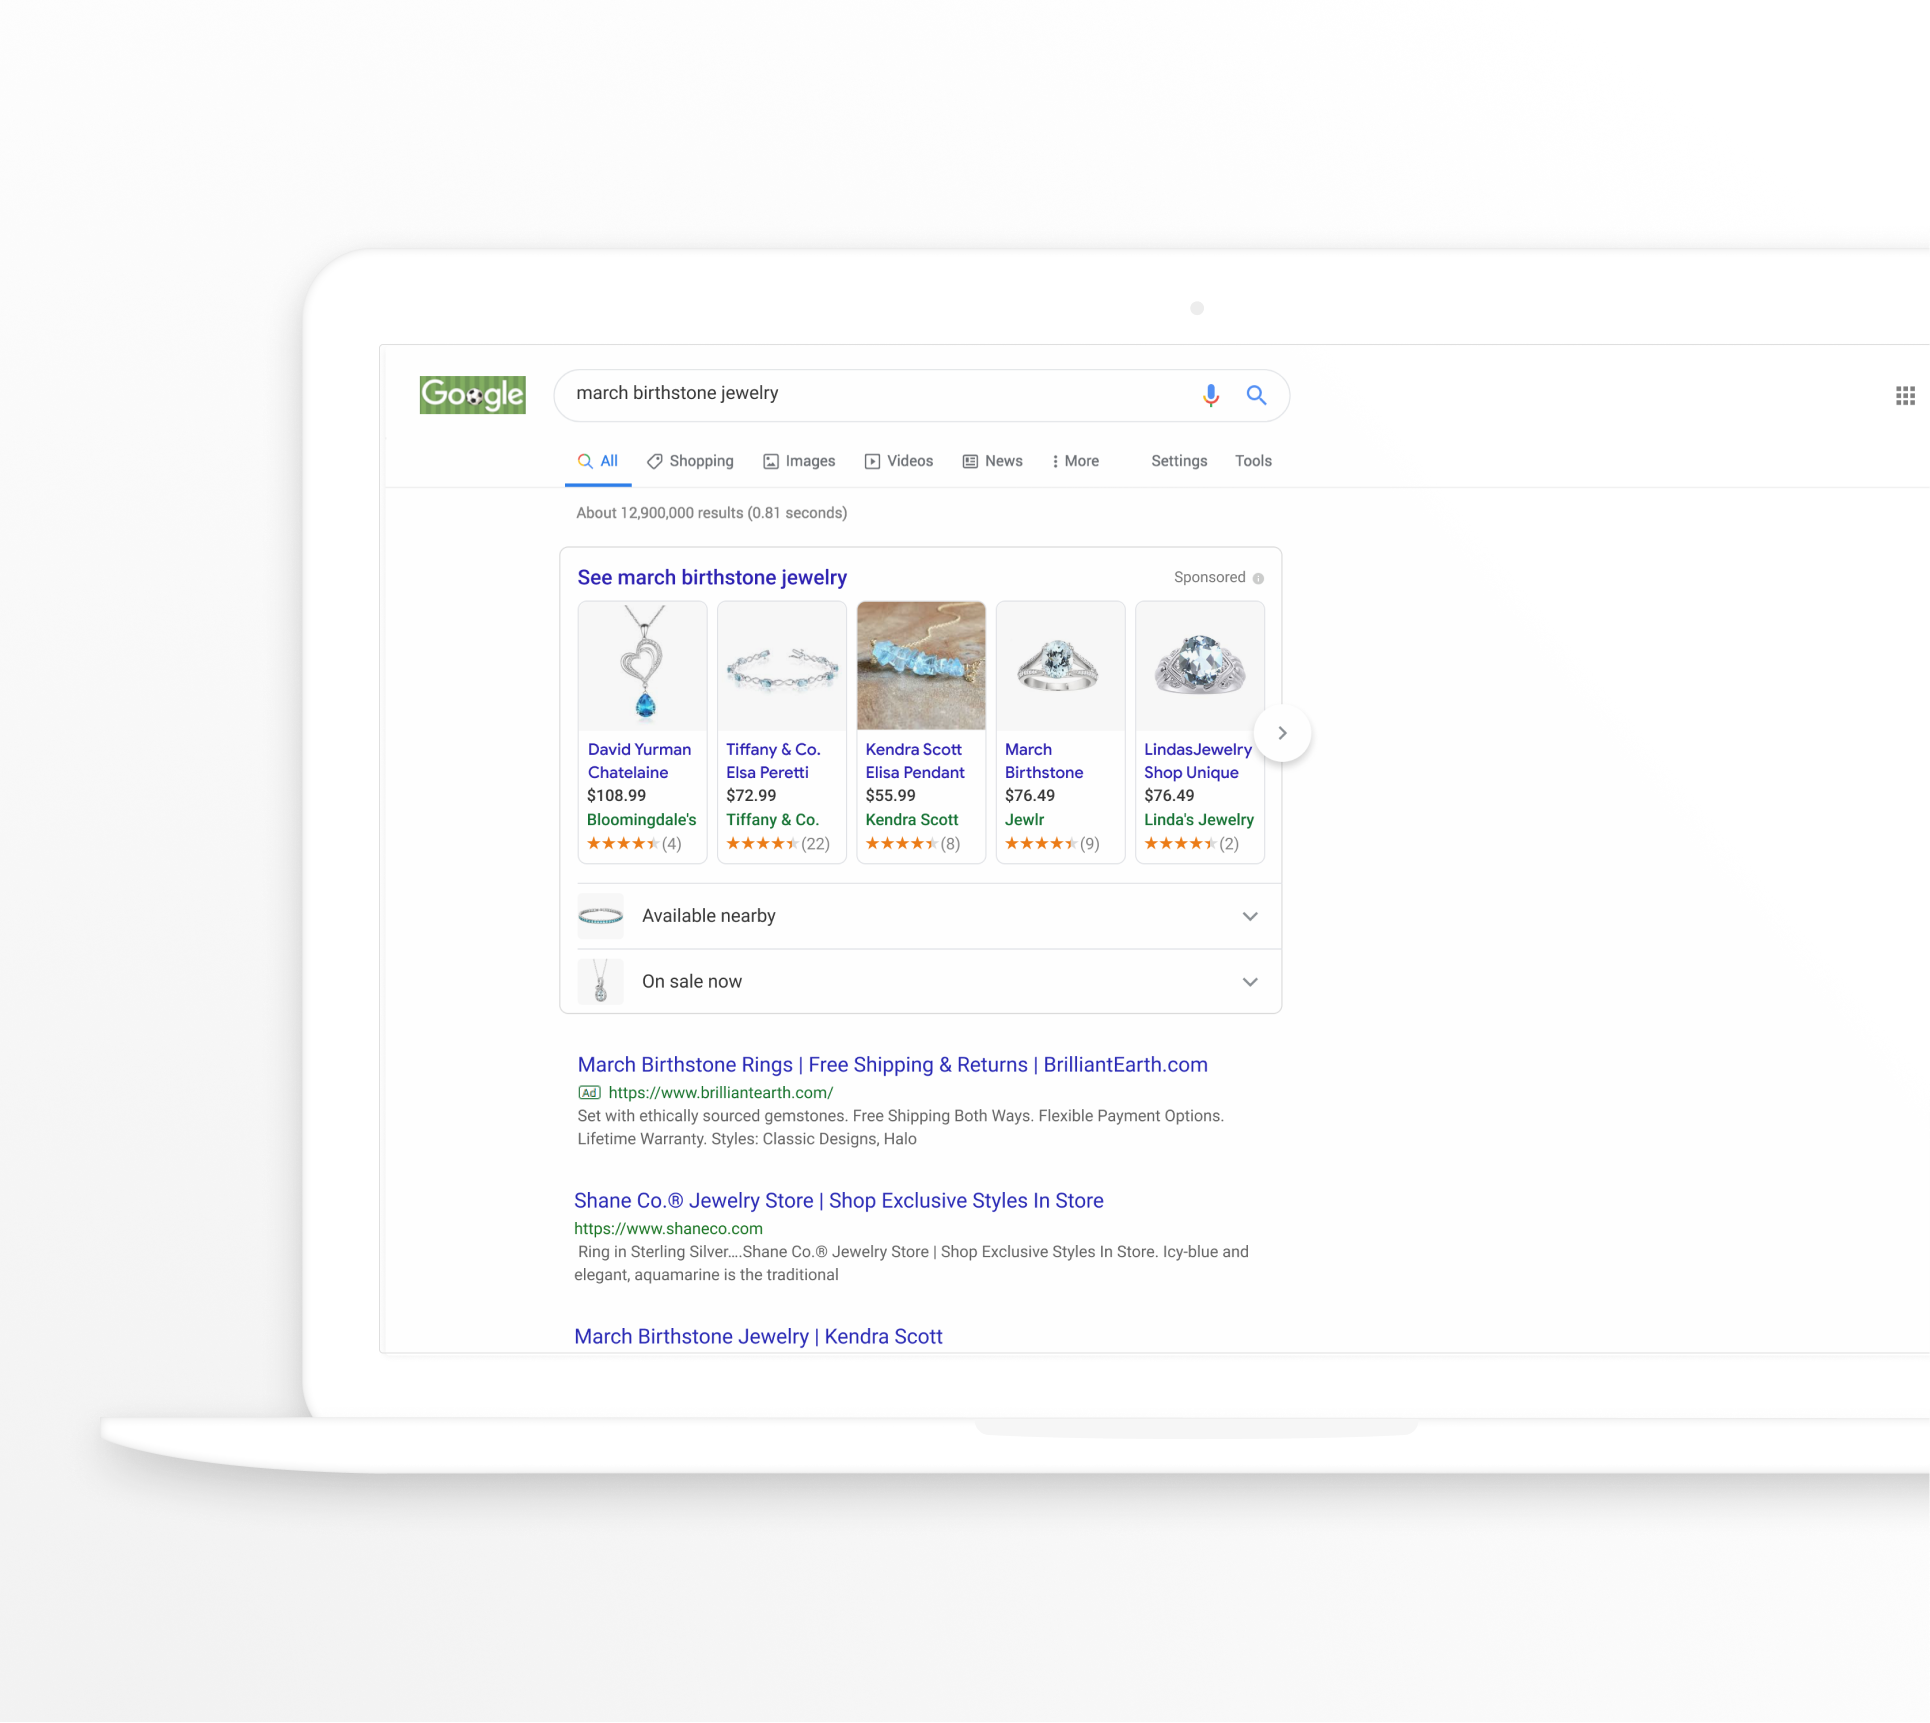 Google
march birthstone jewelry
All Shopping Images Videos News More Settings Tools
About 12,900,000 results (0.81 seconds)
See march birthstone jewelry
Sponsored
David Yurman
Chatelaine
$108.99
Bloomingdale's
(4)
Tiffany & Co.
Elsa Peretti
$72.99
Tiffany & Co.
(22)
Kendra Scott
Elisa Pendant
$55.99
Kendra Scott
(8)
March
Birthstone
$76.49
Jewlr
(9)
LindasJewelry
Shop Unique
$76.49
Linda's Jewelry
(2)
Available nearby
On sale now
March Birthstone Rings | Free Shipping & Returns | BrilliantEarth.com
Ad https://www.brilliantearth.com/
Set with ethically sourced gemstones. Free Shipping Both Ways. Flexible Payment Options.
Lifetime Warranty. Styles: Classic Designs, Halo
Shane Co.® Jewelry Store | Shop Exclusive Styles In Store
https://www.shaneco.com
Ring in Sterling Silver....Shane Co.® Jewelry Store | Shop Exclusive Styles In Store. Icy-blue and
elegant, aquamarine is the traditional
March Birthstone Jewelry | Kendra Scott